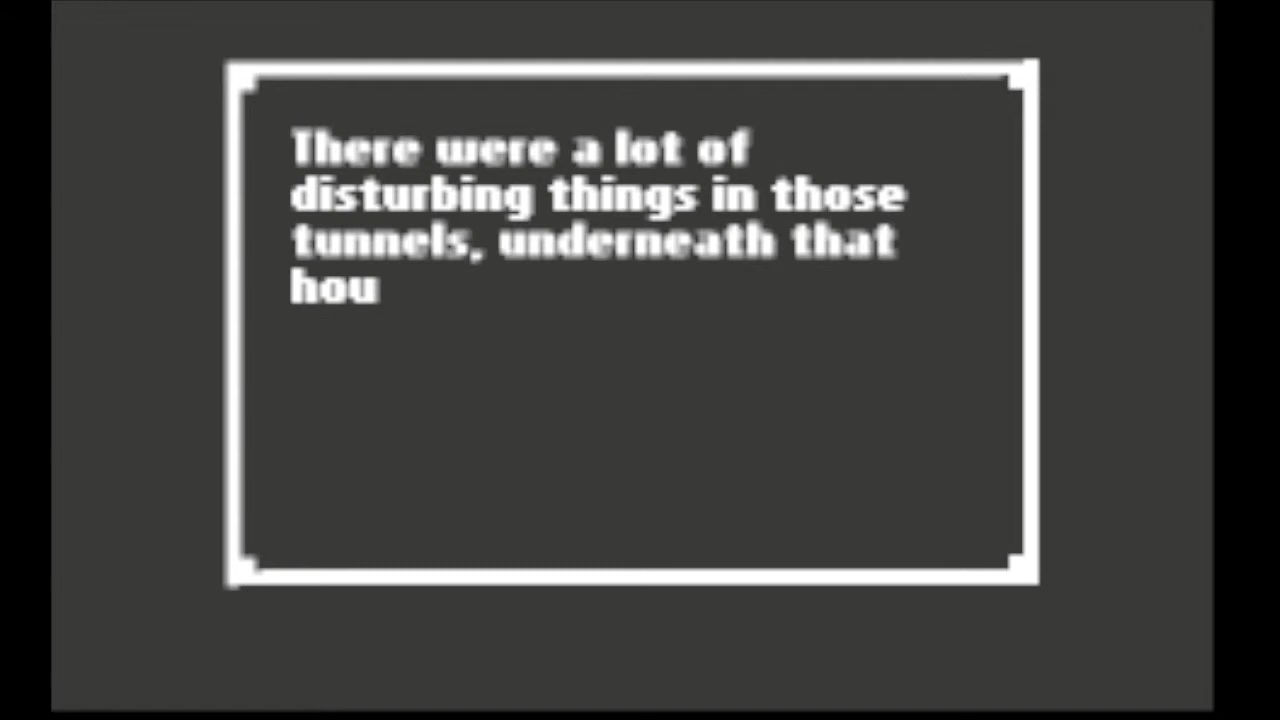 There were a lot of
disturbing things in those
tunnels, underneath that
hou